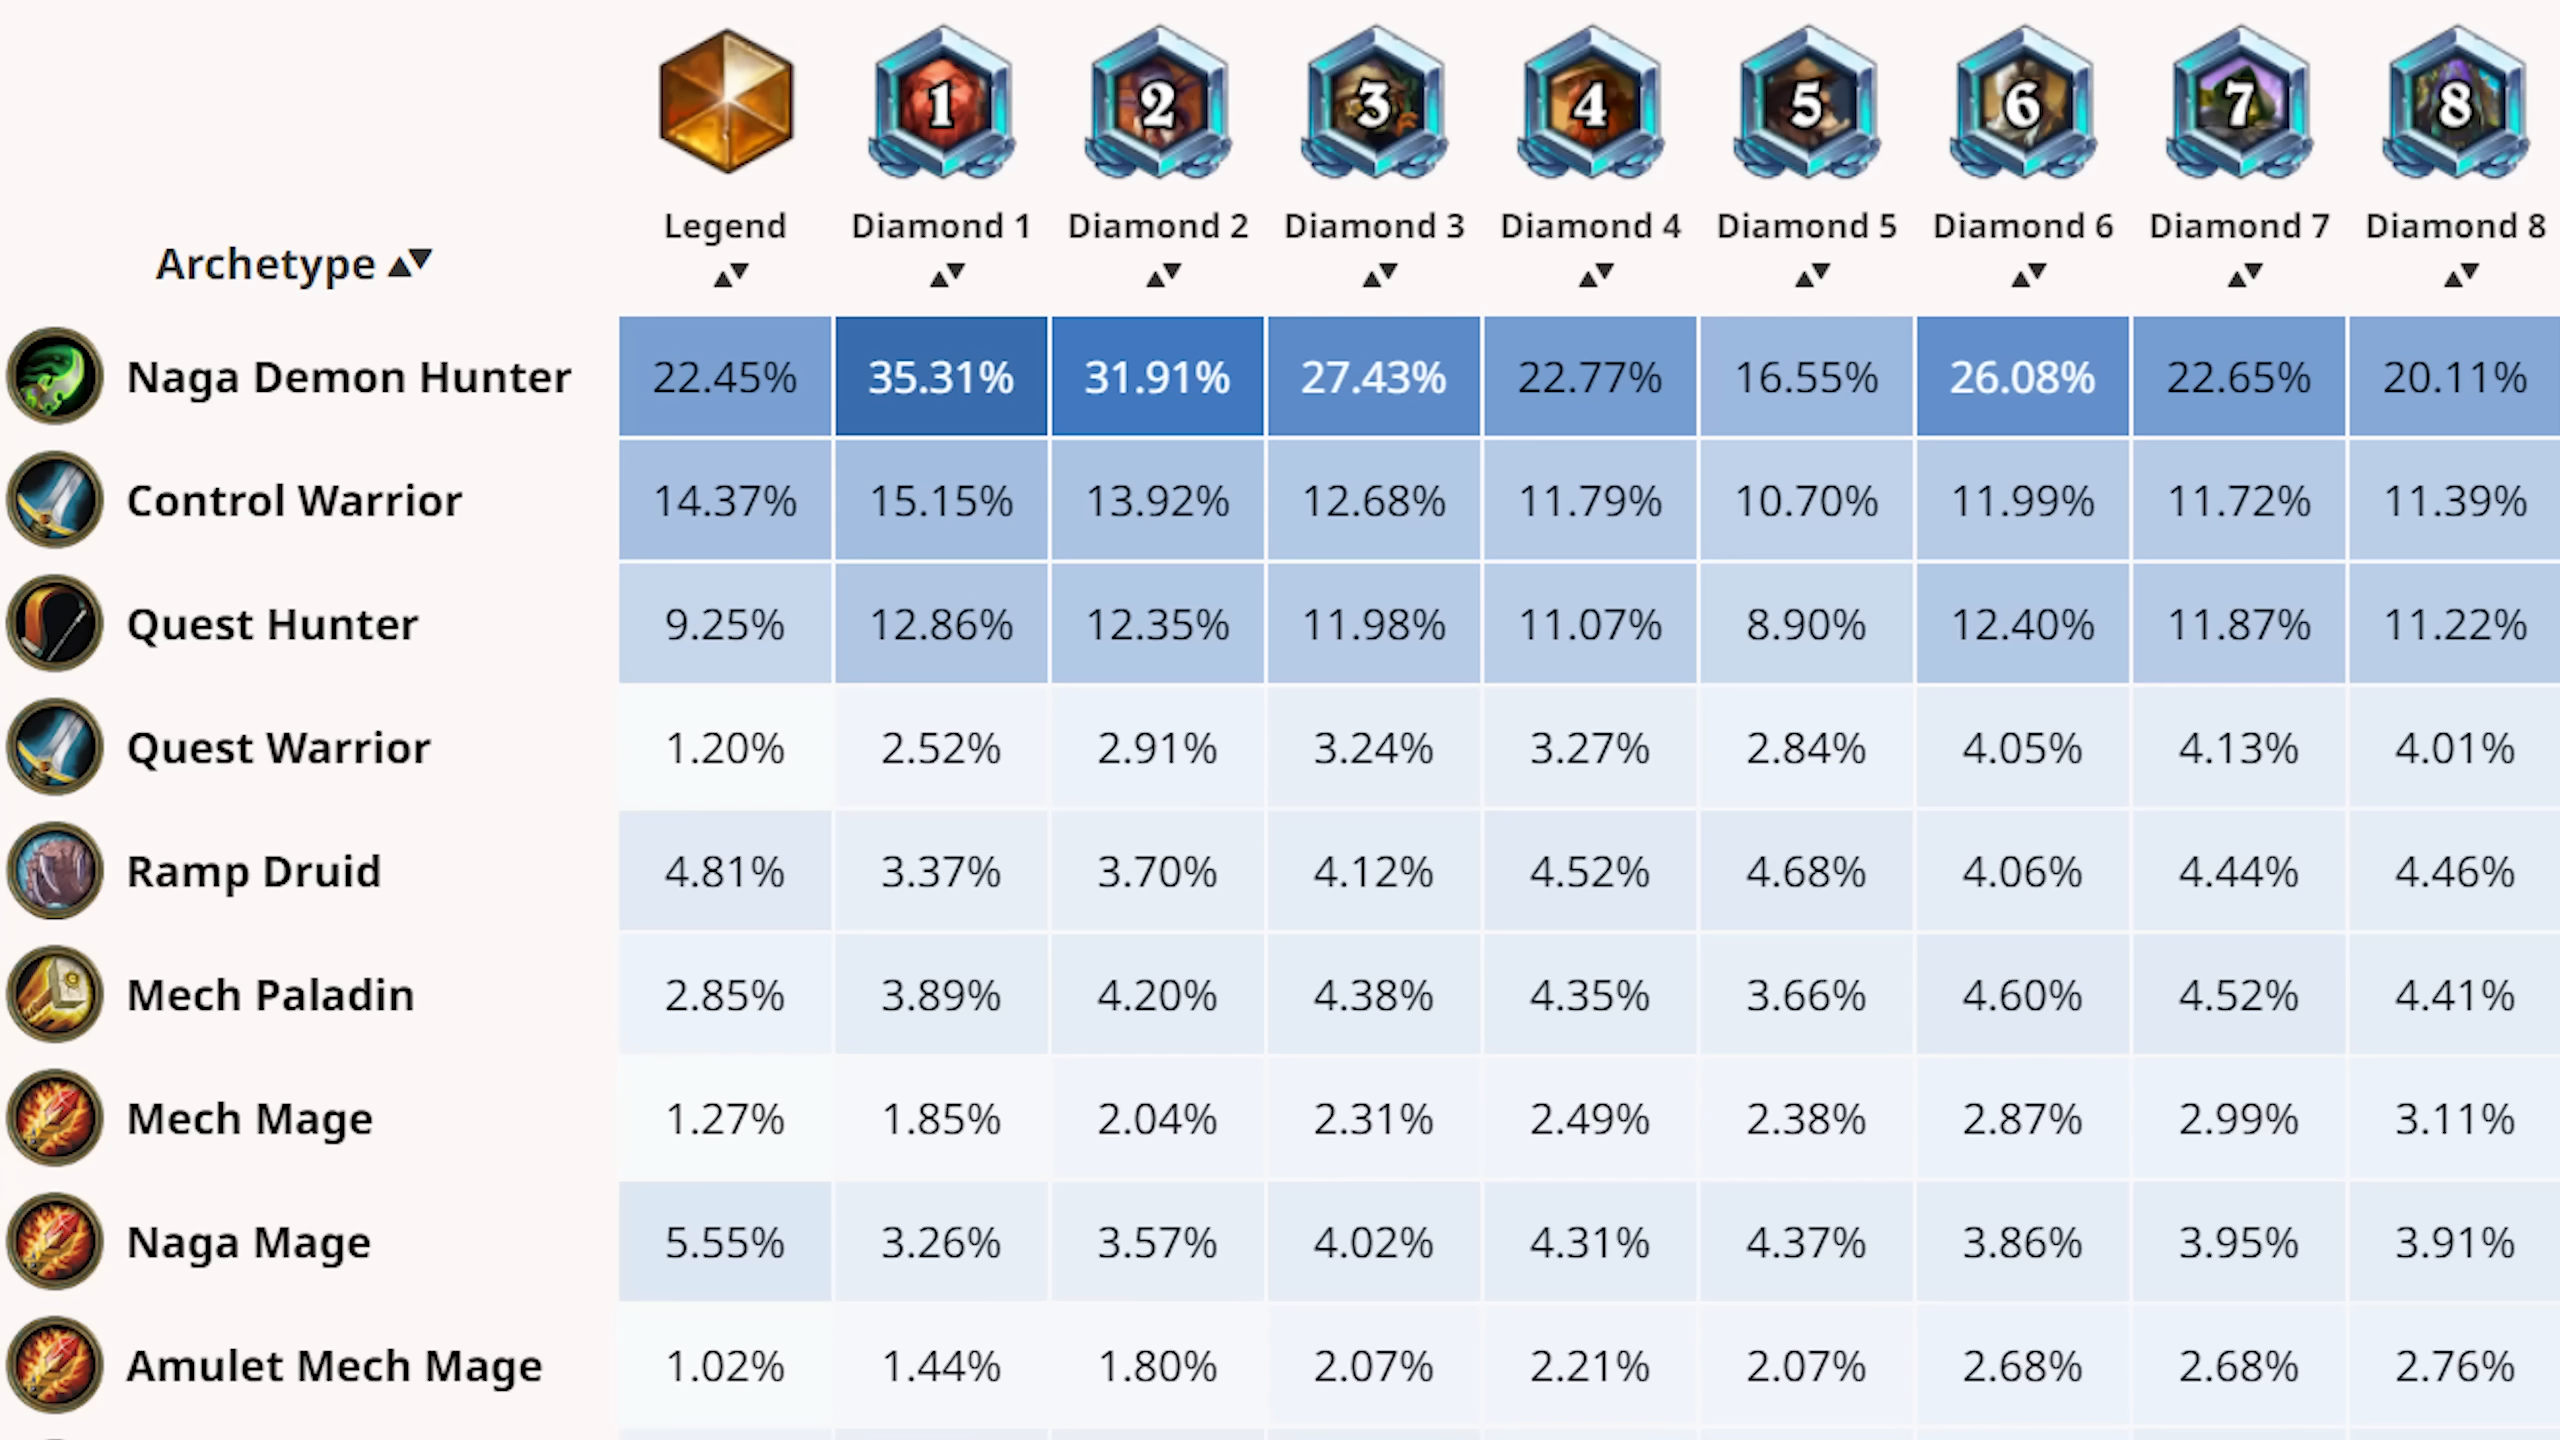 1 2 3 4 5 6 7 8
Legend Diamond 1 Diamond 2 Diamond 3 Diamond 4 Diamond 5 Diamond 6 Diamond 7 Diamond 8
Archetype
Naga Demon Hunter 22.45% 35.31% 31.91% 27.43% 22.77% 16.55% 26.08% 22.65% 20.11%
Control Warrior 14.37% 15.15% 13.92% 12.68% 11.79% 10.70% 11.99% 11.72% 11.39%
Quest Hunter 9.25% 12.86% 12.35% 11.98% 11.07% 8.90% 12.40% 11.87% 11.22%
Quest Warrior 1.20% 2.52% 2.91% 3.24% 3.27% 2.84% 4.05% 4.13% 4.01%
Ramp Druid 4.81% 3.37% 3.70% 4.12% 4.52% 4.68% 4.06% 4.44% 4.46%
Mech Paladin 2.85% 3.89% 4.20% 4.38% 4.35% 3.66% 4.60% 4.52% 4.41%
Mech Mage 1.27% 1.85% 2.04% 2.31% 2.49% 2.38% 2.87% 2.99% 3.11%
Naga Mage 5.55% 3.26% 3.57% 4.02% 4.31% 4.37% 3.86% 3.95% 3.91%
Amulet Mech Mage 1.02% 1.44% 1.80% 2.07% 2.21% 2.07% 2.68% 2.68% 2.76%